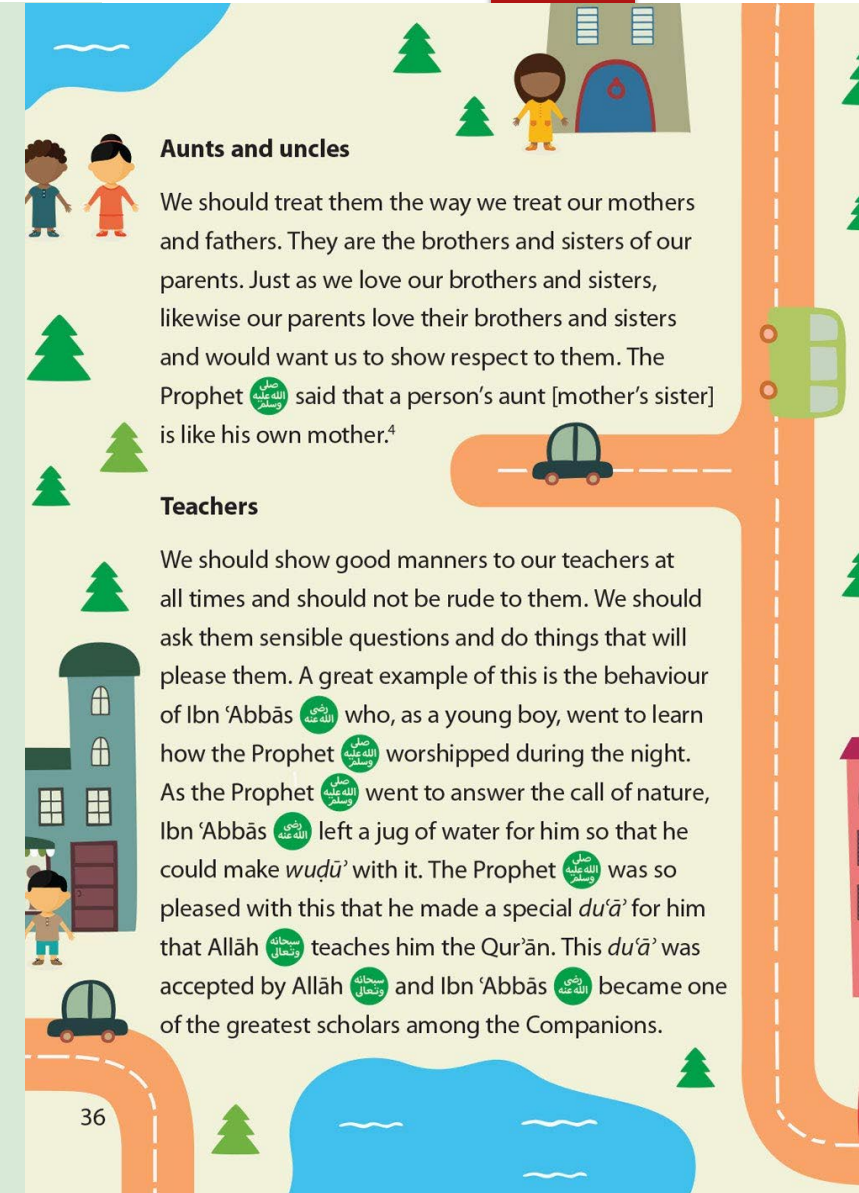 Aunts and uncles
We should treat them the way we treat our mothers
and fathers. They are the brothers and sisters of our
parents. Just as we love our brothers and sisters,
likewise our parents love their brothers and sisters
and would want us to show respect to them. The
Prophet صلى الله عليه وسلم said that a person’s aunt [mother’s sister]
is like his own mother.⁴
Teachers
We should show good manners to our teachers at
all times and should not be rude to them. We should
ask them sensible questions and do things that will
please them. A great example of this is the behaviour
of Ibn ʿAbbās رضي الله عنه who, as a young boy, went to learn
how the Prophet صلى الله عليه وسلم worshipped during the night.
As the Prophet صلى الله عليه وسلم went to answer the call of nature,
Ibn ʿAbbās رضي الله عنه left a jug of water for him so that he
could make wuḍūʾ with it. The Prophet صلى الله عليه وسلم was so
pleased with this that he made a special duʿāʾ for him
that Allāh سبحانه وتعالى teaches him the Qurʾān. This duʿāʾ was
accepted by Allāh سبحانه وتعالى and Ibn ʿAbbās رضي الله عنه became one
of the greatest scholars among the Companions.
36